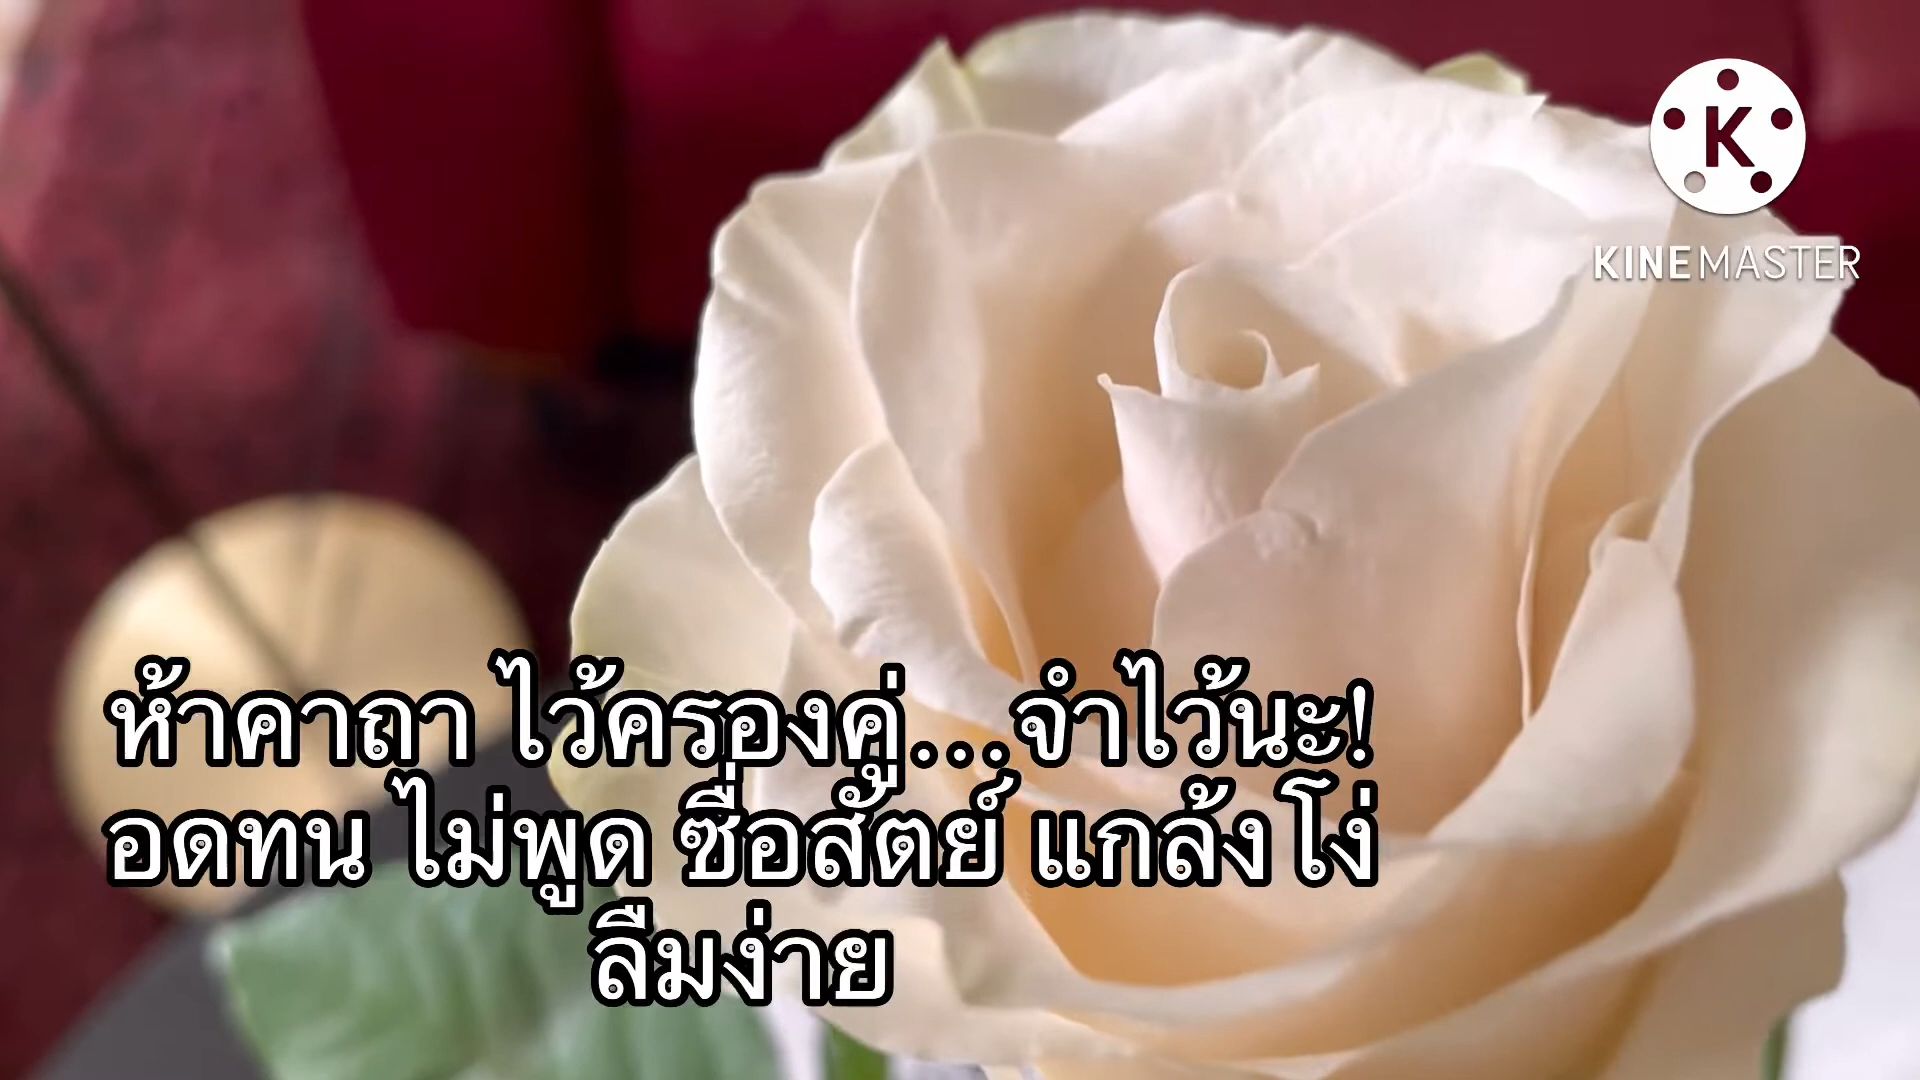 K
KINEMASTER
ห้าคาถา ไว้ครองคู่...จำไว้นะ!
อดทน ไม่พูด ซื่อสัตย์ แกล้งโง่
ลืมง่าย